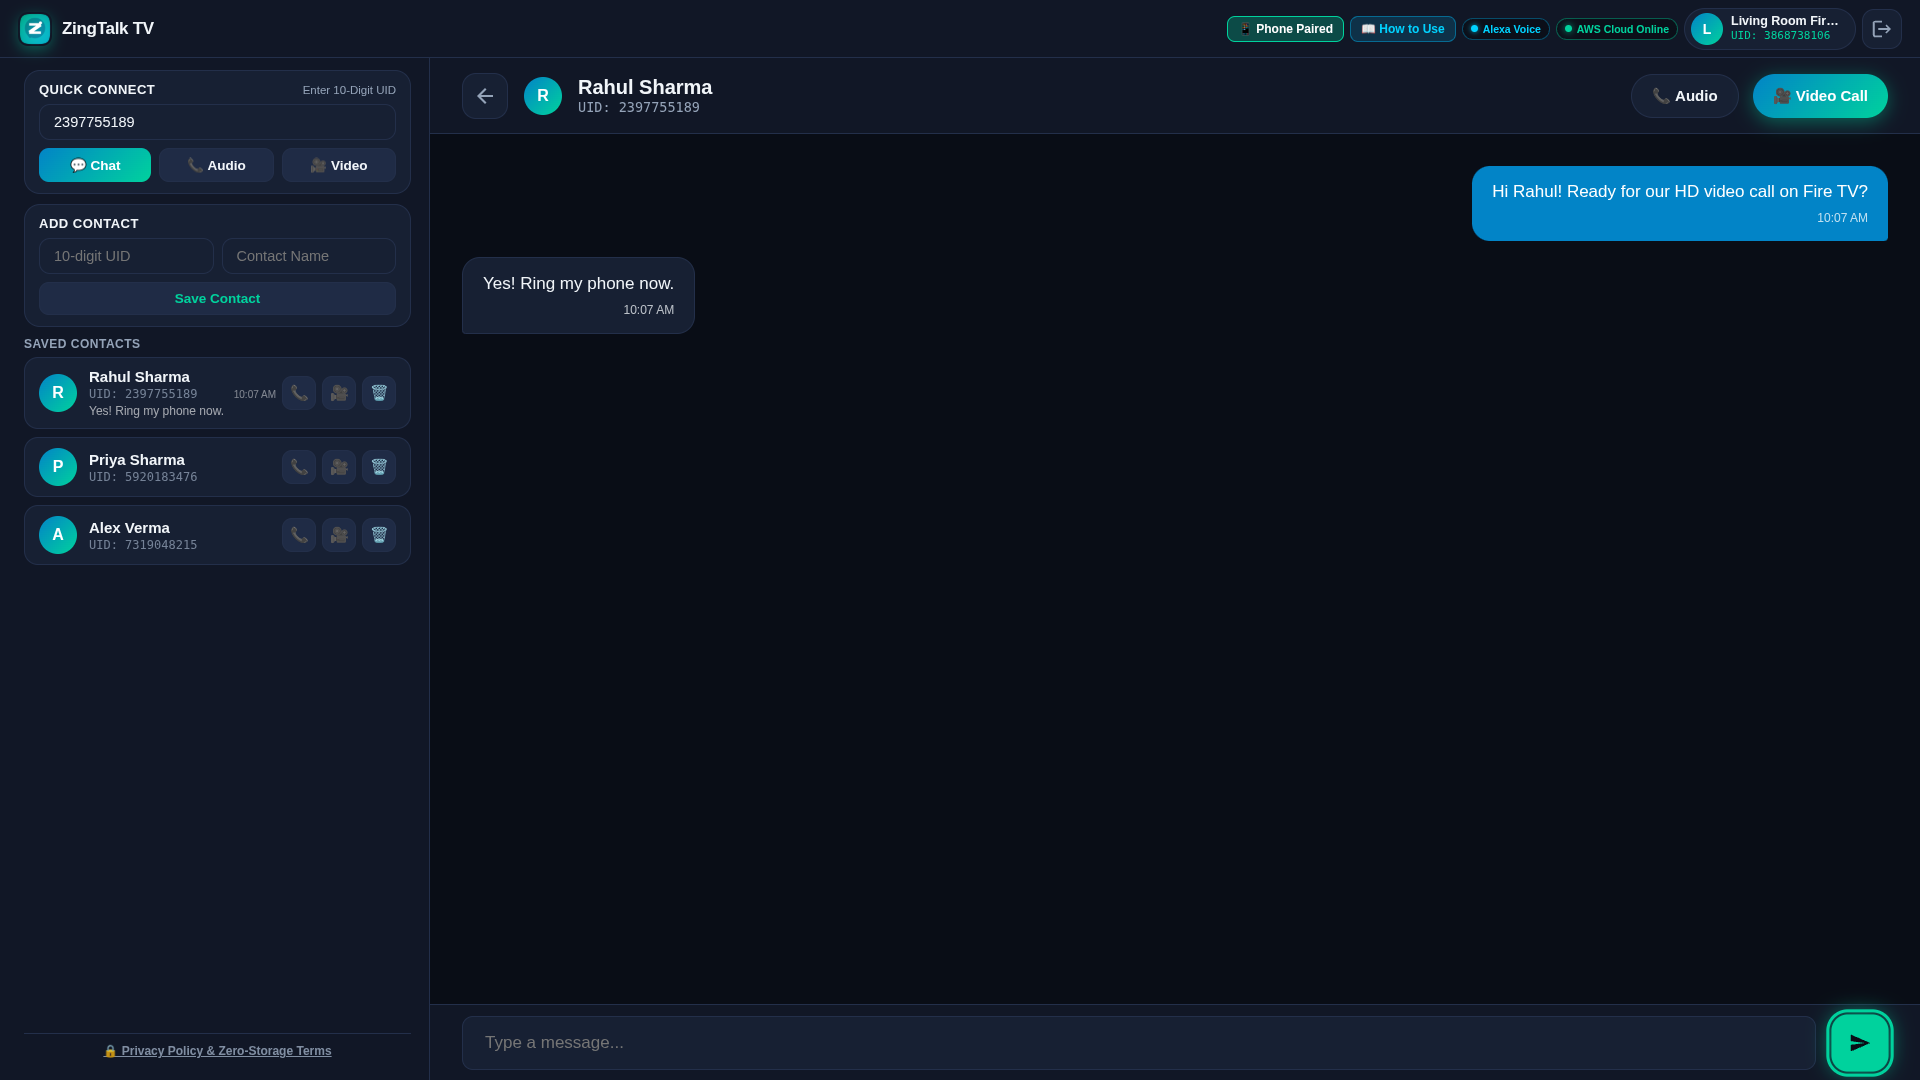 ZingTalk TV
📱 Phone Paired
📖 How to Use
Alexa Voice
AWS Cloud Online
L
Living Room Fir...
UID: 3868738106
QUICK CONNECT
Enter 10-Digit UID
2397755189
💬 Chat
📞 Audio
🎥 Video
ADD CONTACT
10-digit UID
Contact Name
Save Contact
SAVED CONTACTS
R
Rahul Sharma
UID: 2397755189
Yes! Ring my phone now.
10:07 AM
P
Priya Sharma
UID: 5920183476
A
Alex Verma
UID: 7319048215
🔒 Privacy Policy & Zero-Storage Terms
R
Rahul Sharma
UID: 2397755189
📞 Audio
🎥 Video Call
Hi Rahul! Ready for our HD video call on Fire TV?
10:07 AM
Yes! Ring my phone now.
10:07 AM
Type a message...